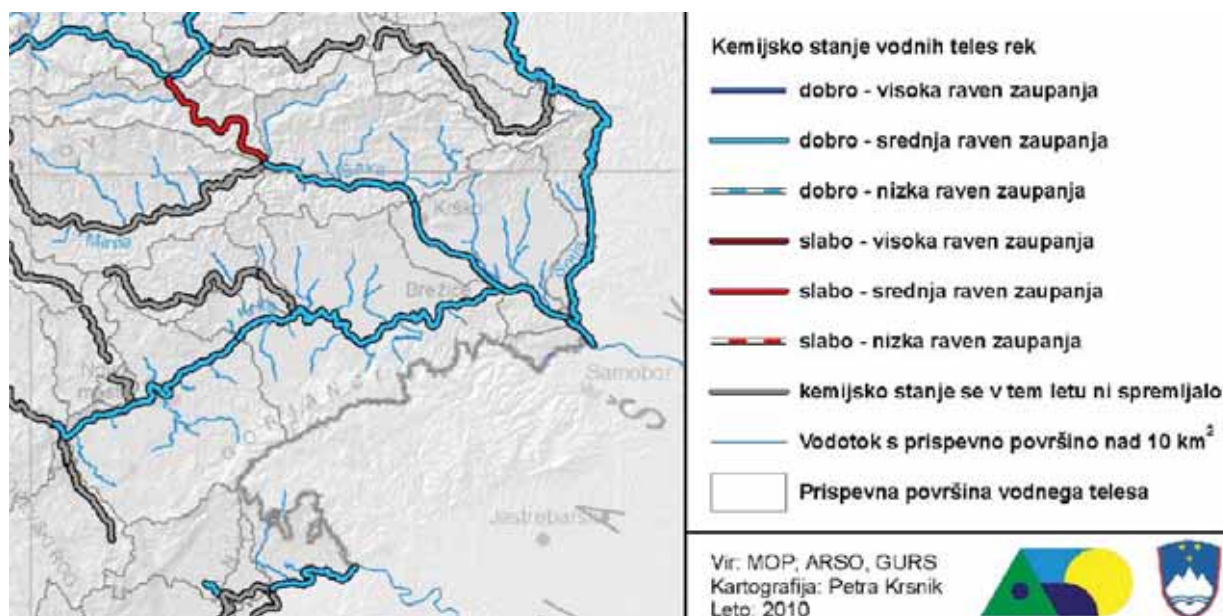 Sava
Krško
Mirna
Sotla
Brežice
Krka
Samobor
Kemijsko stanje vodnih teles rek
dobro - visoka raven zaupanja
dobro - srednja raven zaupanja
dobro - nizka raven zaupanja
slabo - visoka raven zaupanja
slabo - srednja raven zaupanja
slabo - nizka raven zaupanja
kemijsko stanje se v tem letu ni spremljalo
Vodotok s prispevno površino nad 10 km²
Prispevna površina vodnega telesa
Vir: MOP, ARSO, GURS
Kartografija: Petra Krsnik
Leto: 2010